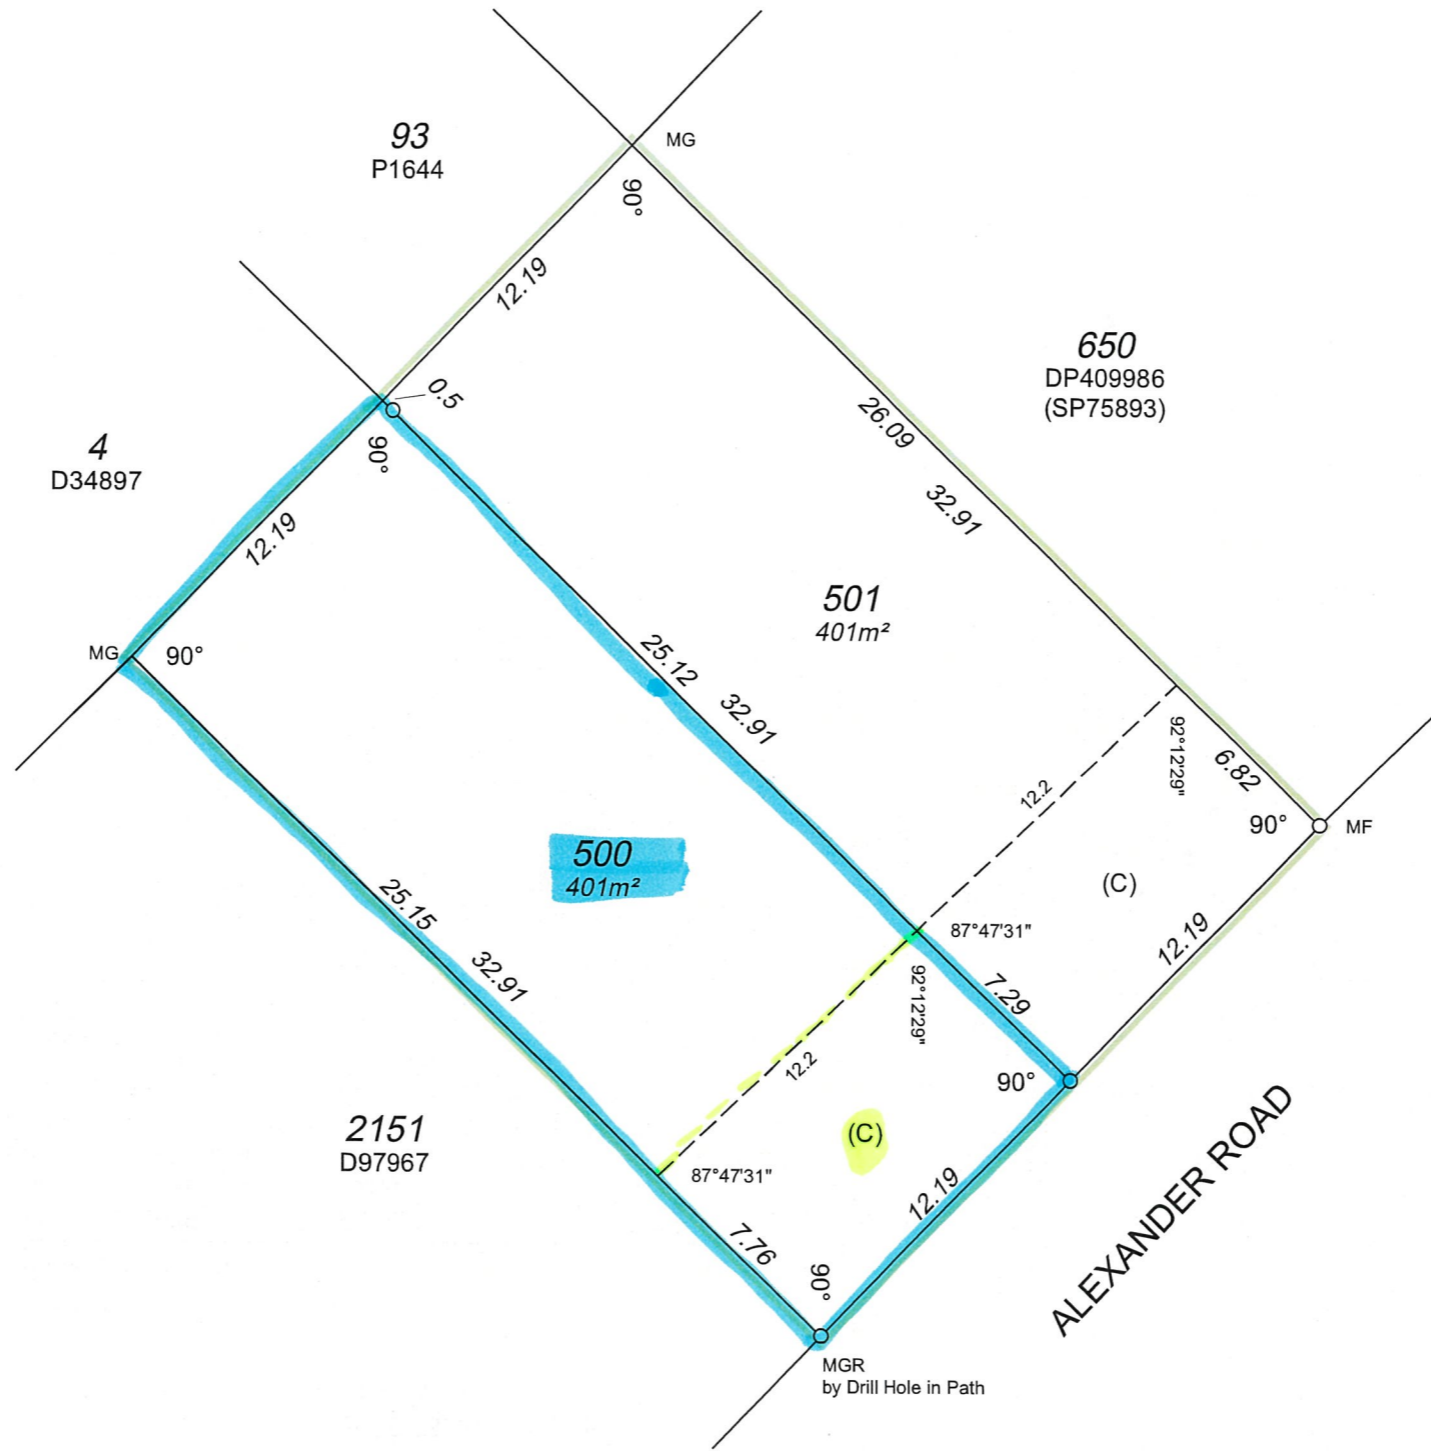 93
P1644
MG
90°
12.19
650
DP409986
(SP75893)
0.5
26.09
32.91
4
D34897
90°
12.19
501
401m²
MG
90°
25.12
32.91
92°12'29"
6.82
12.2
90°
MF
500
401m²
(C)
25.15
32.91
87°47'31"
12.19
92°12'29"
7.29
12.2
90°
2151
D97967
(C)
87°47'31"
12.19
7.76
90°
ALEXANDER ROAD
MGR
by Drill Hole in Path